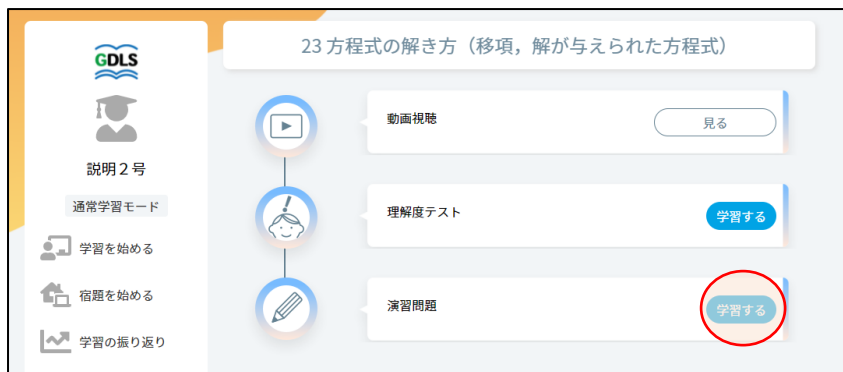 GDLS
説明２号
通常学習モード
学習を始める
宿題を始める
学習の振り返り
23 方程式の解き方（移項，解が与えられた方程式）
動画視聴
見る
理解度テスト
学習する
演習問題
学習する